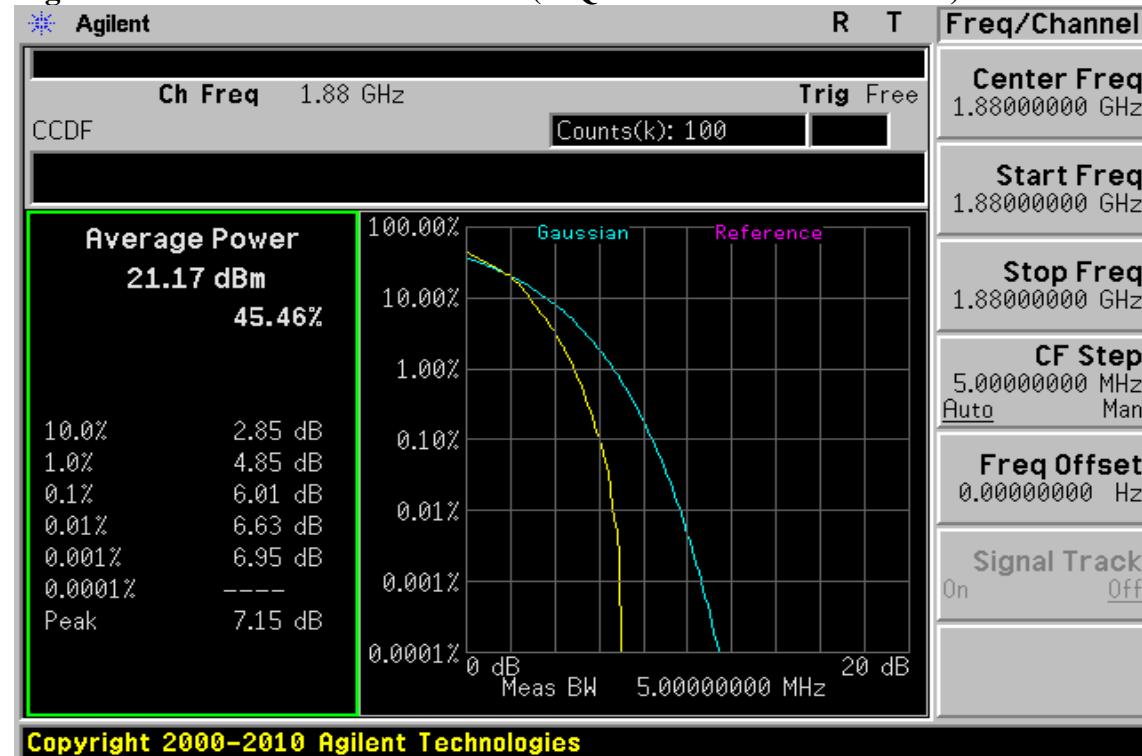 Agilent R T
Ch Freq 1.88 GHz Trig Free
CCDF Counts(k): 100
Average Power
21.17 dBm
45.46%
10.0% 2.85 dB
1.0% 4.85 dB
0.1% 6.01 dB
0.01% 6.63 dB
0.001% 6.95 dB
0.0001% ----
Peak 7.15 dB
Gaussian Reference
100.00%
10.00%
1.00%
0.10%
0.01%
0.001%
0.0001%
0 dB 20 dB
Meas BW 5.00000000 MHz
Freq/Channel
Center Freq
1.88000000 GHz
Start Freq
1.88000000 GHz
Stop Freq
1.88000000 GHz
CF Step
5.00000000 MHz
Auto Man
Freq Offset
0.00000000 Hz
Signal Track
On Off
Copyright 2000-2010 Agilent Technologies